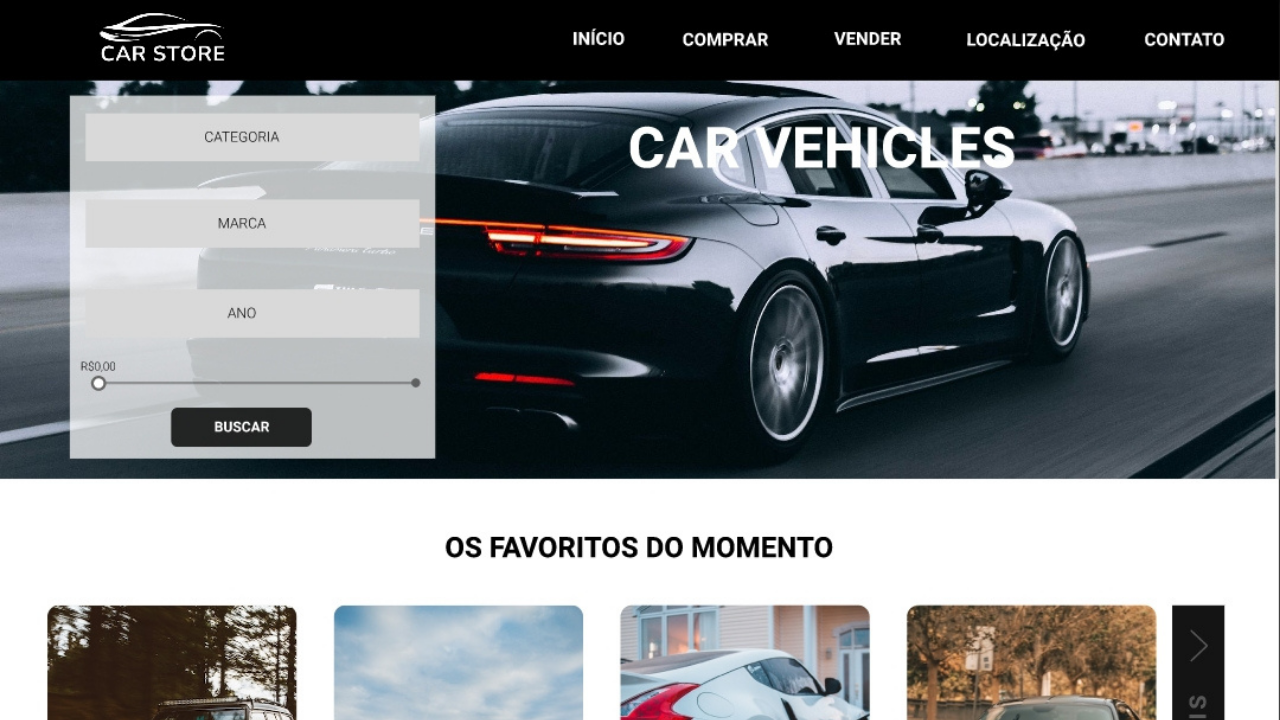 CAR STORE
INÍCIO
COMPRAR
VENDER
LOCALIZAÇÃO
CONTATO
CAR VEHICLES
CATEGORIA
MARCA
ANO
R$0,00
BUSCAR
OS FAVORITOS DO MOMENTO